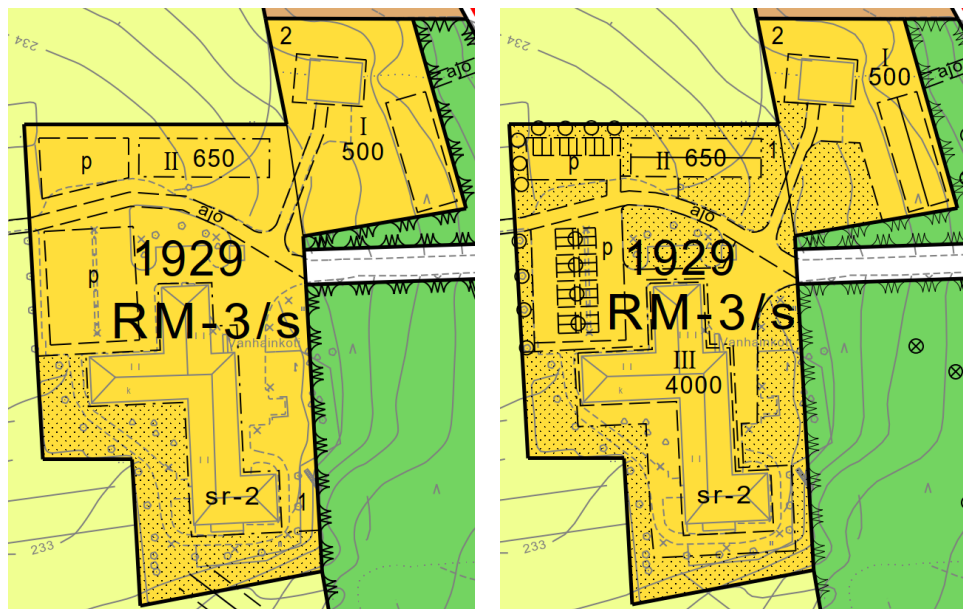 2
234
ajo
I
500
p
II 650
ajo
p
1929
RM-3/s
Vanhainkoti
k
sr-2
1
233
2
234
I
500
ajo
p
II 650
1
ajo
p
1929
RM-3/s
Vanhainkoti
III
4000
k
sr-2
233